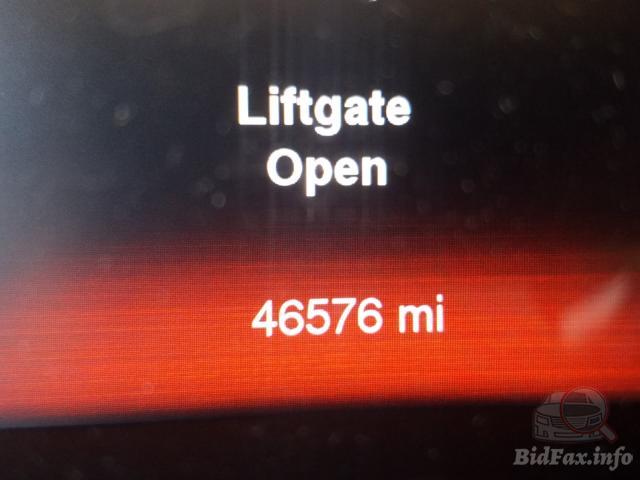 Liftgate
Open
46576 mi
BidFax.info